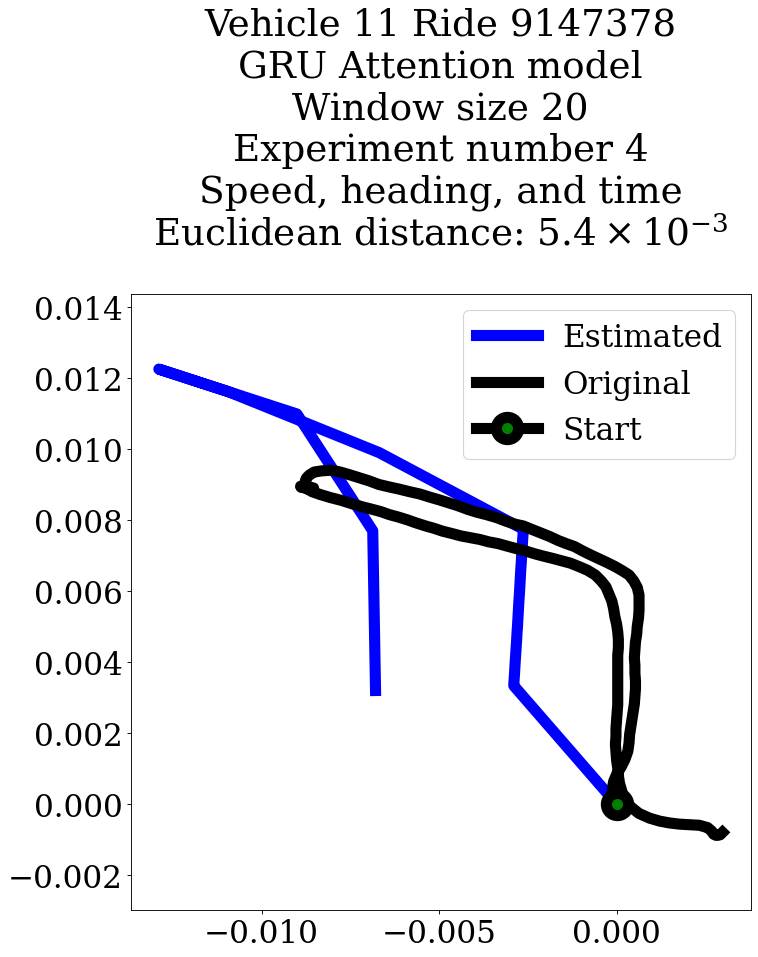 Vehicle 11 Ride 9147378
GRU Attention model
Window size 20
Experiment number 4
Speed, heading, and time
Euclidean distance: 5.4 × 10⁻³
0.014
0.012
0.010
0.008
0.006
0.004
0.002
0.000
−0.002
Estimated
Original
Start
−0.010 −0.005 0.000